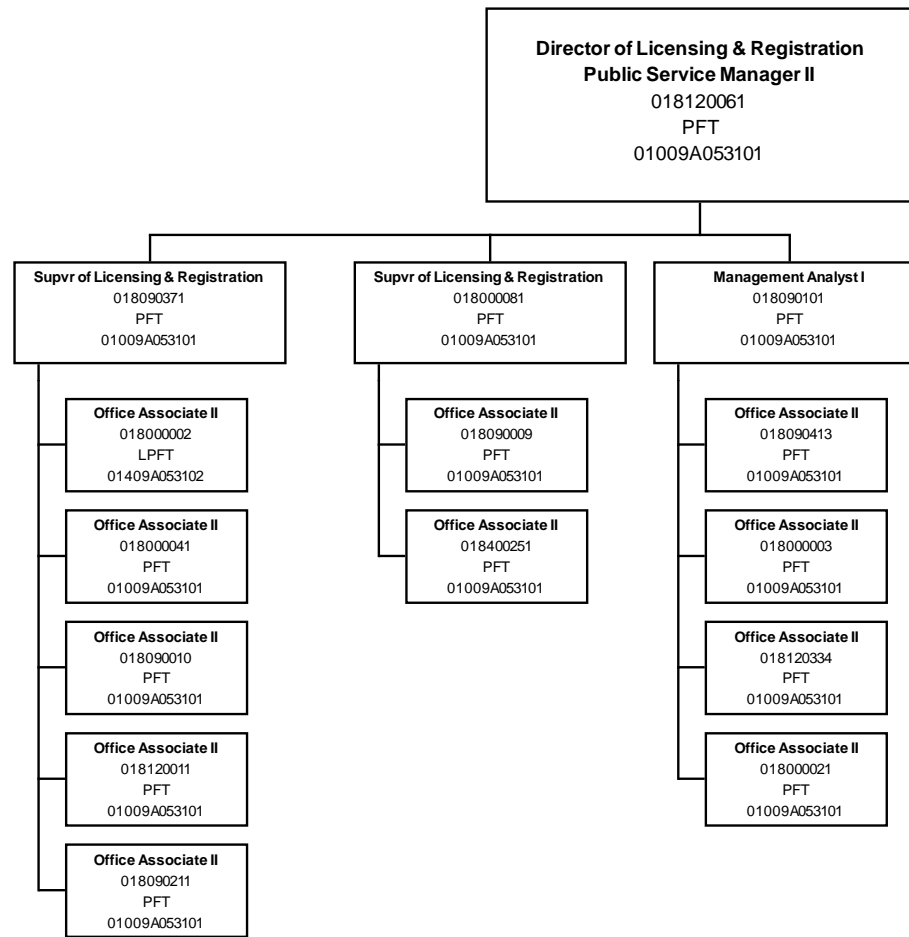 Director of Licensing & Registration
Public Service Manager II
018120061
PFT
01009A053101
Supvr of Licensing & Registration
018090371
PFT
01009A053101
Office Associate II
018000002
LPFT
01409A053102
Office Associate II
018000041
PFT
01009A053101
Office Associate II
018090010
PFT
01009A053101
Office Associate II
018120011
PFT
01009A053101
Office Associate II
018090211
PFT
01009A053101
Supvr of Licensing & Registration
018000081
PFT
01009A053101
Office Associate II
018090009
PFT
01009A053101
Office Associate II
018400251
PFT
01009A053101
Management Analyst I
018090101
PFT
01009A053101
Office Associate II
018090413
PFT
01009A053101
Office Associate II
018000003
PFT
01009A053101
Office Associate II
018120334
PFT
01009A053101
Office Associate II
018000021
PFT
01009A053101